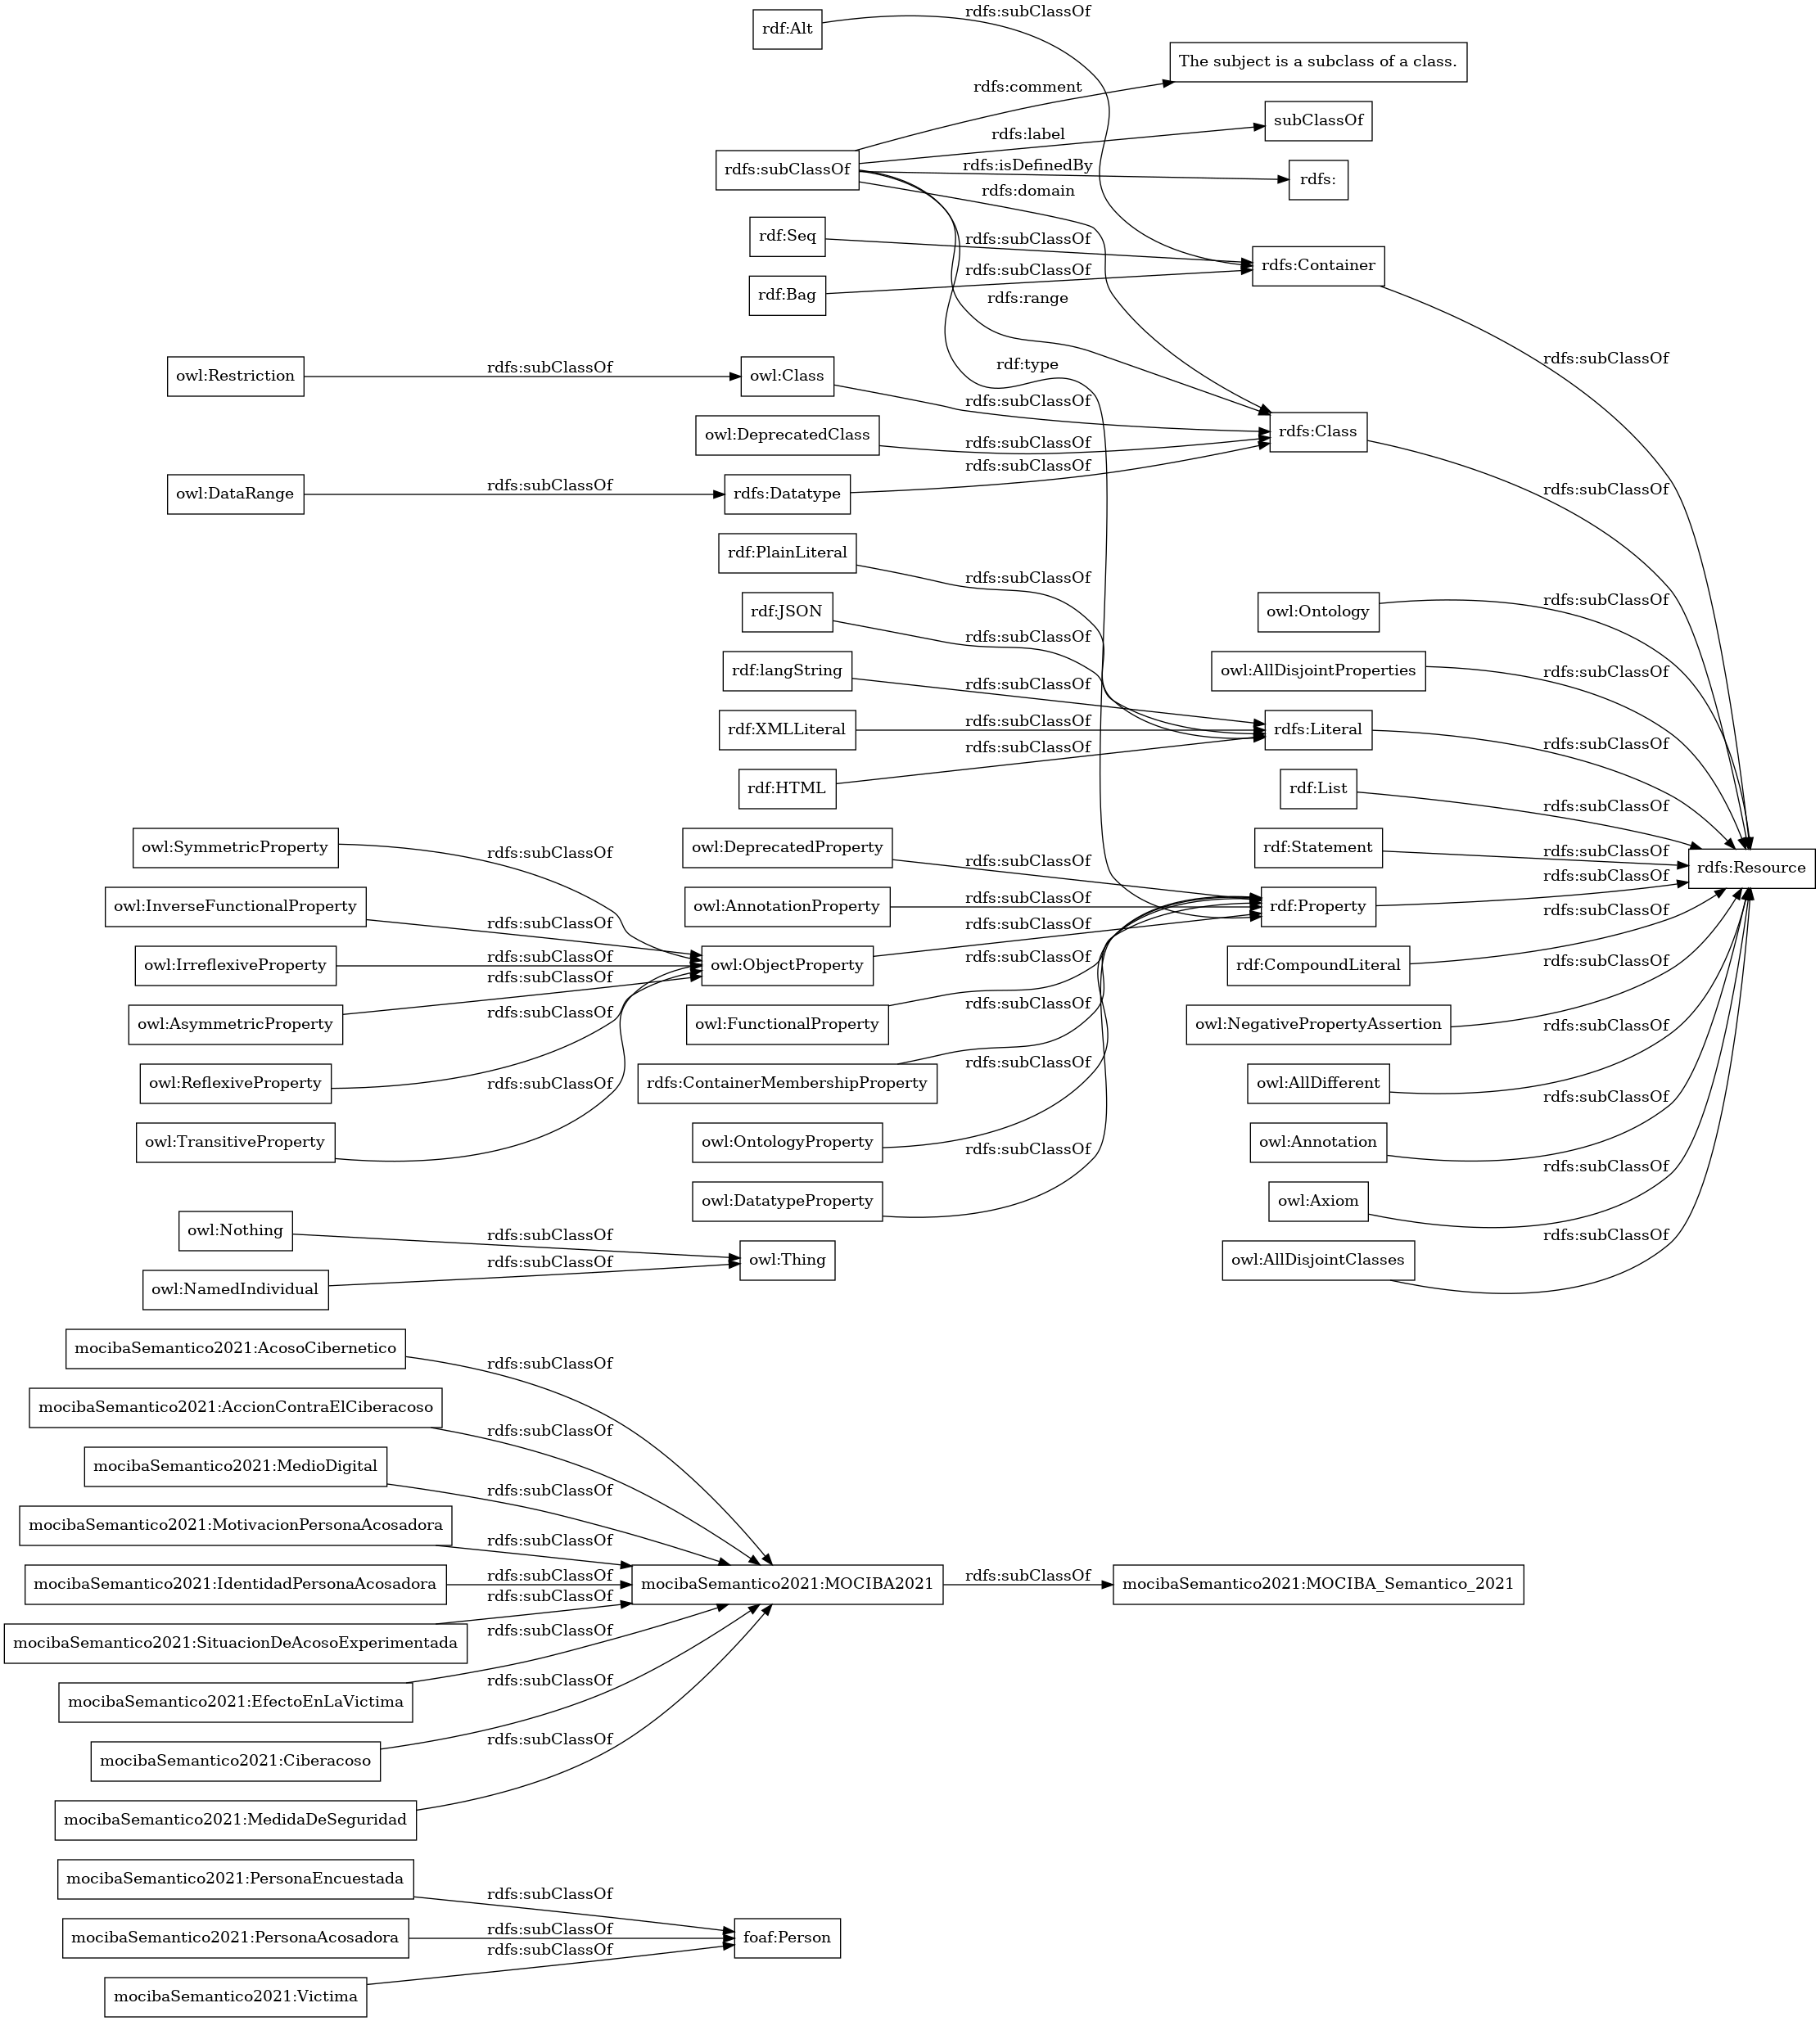 rdf:Alt
rdfs:subClassOf
The subject is a subclass of a class.
rdfs:comment
subClassOf
rdfs:label
rdfs:subClassOf
rdfs:isDefinedBy
rdfs:
rdfs:domain
rdf:Seq
rdfs:subClassOf
rdfs:Container
rdf:Bag
rdfs:subClassOf
rdfs:range
rdfs:subClassOf
rdf:type
owl:Restriction
rdfs:subClassOf
owl:Class
rdfs:subClassOf
owl:DeprecatedClass
rdfs:subClassOf
rdfs:Class
owl:DataRange
rdfs:subClassOf
rdfs:Datatype
rdfs:subClassOf
rdfs:subClassOf
rdf:PlainLiteral
rdfs:subClassOf
rdf:JSON
rdfs:subClassOf
owl:Ontology
rdfs:subClassOf
rdf:langString
rdfs:subClassOf
owl:AllDisjointProperties
rdfs:subClassOf
rdf:XMLLiteral
rdfs:subClassOf
rdfs:Literal
rdfs:subClassOf
rdf:HTML
rdfs:subClassOf
rdf:List
rdfs:subClassOf
owl:SymmetricProperty
rdfs:subClassOf
owl:DeprecatedProperty
rdfs:subClassOf
rdf:Statement
rdfs:subClassOf
rdfs:Resource
owl:InverseFunctionalProperty
rdfs:subClassOf
owl:AnnotationProperty
rdfs:subClassOf
rdf:Property
rdfs:subClassOf
owl:IrreflexiveProperty
rdfs:subClassOf
owl:ObjectProperty
rdfs:subClassOf
rdf:CompoundLiteral
rdfs:subClassOf
owl:AsymmetricProperty
rdfs:subClassOf
owl:FunctionalProperty
rdfs:subClassOf
owl:NegativePropertyAssertion
rdfs:subClassOf
owl:ReflexiveProperty
rdfs:subClassOf
rdfs:ContainerMembershipProperty
rdfs:subClassOf
owl:AllDifferent
rdfs:subClassOf
owl:TransitiveProperty
rdfs:subClassOf
owl:OntologyProperty
rdfs:subClassOf
owl:Annotation
rdfs:subClassOf
owl:DatatypeProperty
rdfs:subClassOf
owl:Axiom
rdfs:subClassOf
owl:Nothing
rdfs:subClassOf
owl:Thing
owl:AllDisjointClasses
rdfs:subClassOf
owl:NamedIndividual
rdfs:subClassOf
mocibaSemantico2021:AcosoCibernetico
rdfs:subClassOf
mocibaSemantico2021:AccionContraElCiberacoso
rdfs:subClassOf
mocibaSemantico2021:MedioDigital
rdfs:subClassOf
mocibaSemantico2021:MotivacionPersonaAcosadora
rdfs:subClassOf
mocibaSemantico2021:IdentidadPersonaAcosadora
rdfs:subClassOf
mocibaSemantico2021:MOCIBA2021
rdfs:subClassOf
mocibaSemantico2021:MOCIBA_Semantico_2021
rdfs:subClassOf
mocibaSemantico2021:SituacionDeAcosoExperimentada
rdfs:subClassOf
mocibaSemantico2021:EfectoEnLaVictima
rdfs:subClassOf
mocibaSemantico2021:Ciberacoso
rdfs:subClassOf
mocibaSemantico2021:MedidaDeSeguridad
mocibaSemantico2021:PersonaEncuestada
rdfs:subClassOf
mocibaSemantico2021:PersonaAcosadora
rdfs:subClassOf
foaf:Person
rdfs:subClassOf
mocibaSemantico2021:Victima